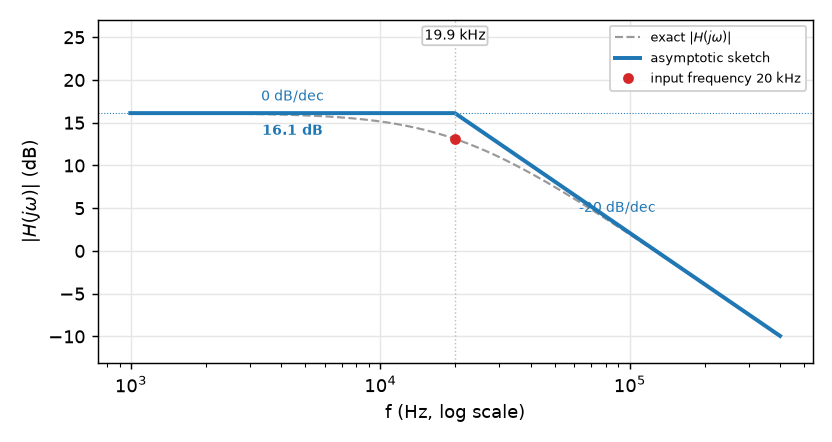 19.9 kHz
exact |H(jω)|
asymptotic sketch
input frequency 20 kHz
0 dB/dec
16.1 dB
-20 dB/dec
|H(jω)| (dB)
25
20
15
10
5
0
−5
−10
10³
10⁴
10⁵
f (Hz, log scale)